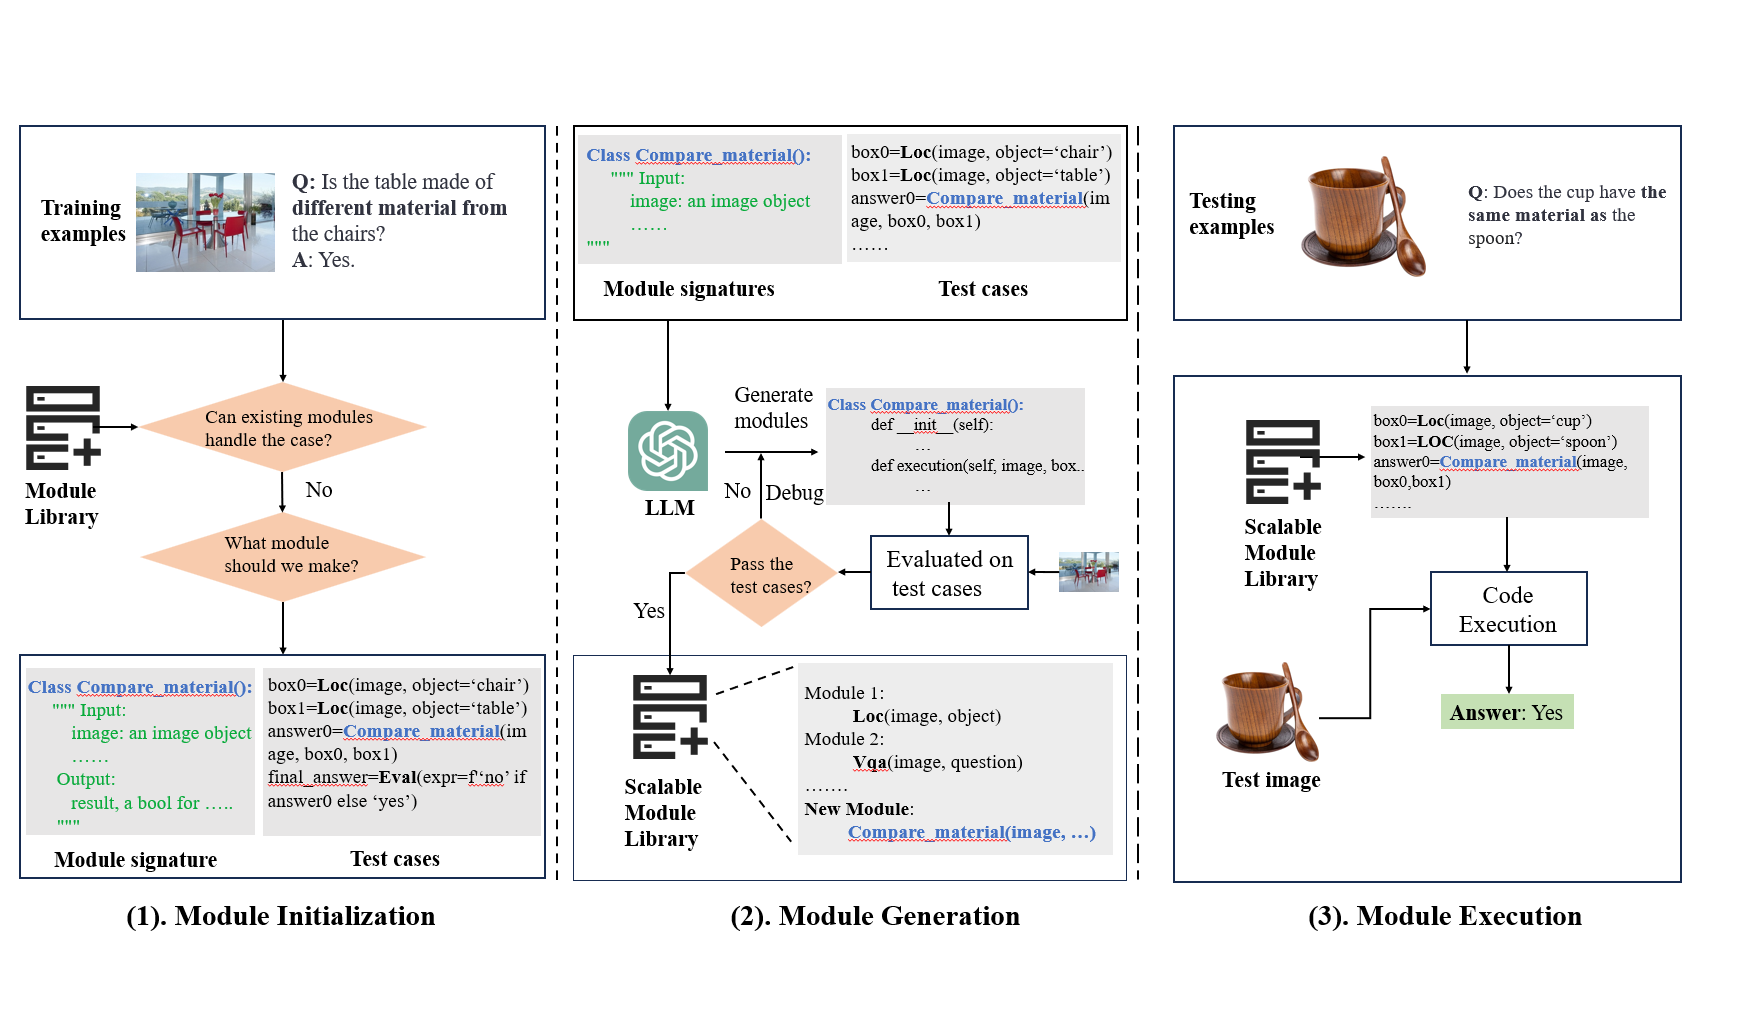 Training
examples
Q: Is the table made of
different material from
the chairs?
A: Yes.
Can existing modules
handle the case?
Module
Library
No
What module
should we make?
Class Compare_material():
""" Input:
image: an image object
……
Output:
result, a bool for …..
"""
Module signature
box0=Loc(image, object=‘chair’)
box1=Loc(image, object=‘table’)
answer0=Compare_material(im
age, box0, box1)
final_answer=Eval(expr=f'‘no’ if
answer0 else ‘yes’)
Test cases
(1). Module Initialization
Class Compare_material():
""" Input:
image: an image object
……
"""
Module signatures
box0=Loc(image, object=‘chair’)
box1=Loc(image, object=‘table’)
answer0=Compare_material(im
age, box0, box1)
……
Test cases
LLM
Generate
modules
No
Debug
Class Compare_material():
def __init__(self):
…
def execution(self, image, box..
…
Evaluated on
test cases
Pass the
test cases?
Yes
Scalable
Module
Library
Module 1:
Loc(image, object)
Module 2:
Vqa(image, question)
…….
New Module:
Compare_material(image, …)
(2). Module Generation
Testing
examples
Q: Does the cup have the
same material as the
spoon?
Scalable
Module
Library
box0=Loc(image, object=‘cup’)
box1=LOC(image, object=‘spoon’)
answer0=Compare_material(image,
box0,box1)
…….
Code
Execution
Test image
Answer: Yes
(3). Module Execution